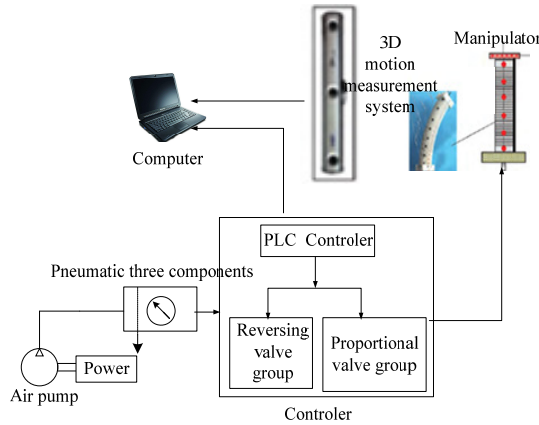 3D
motion
measurement
system
Manipulator
Computer
PLC Controler
Pneumatic three components
Reversing
valve
group
Proportional
valve group
Power
Air pump
Controler